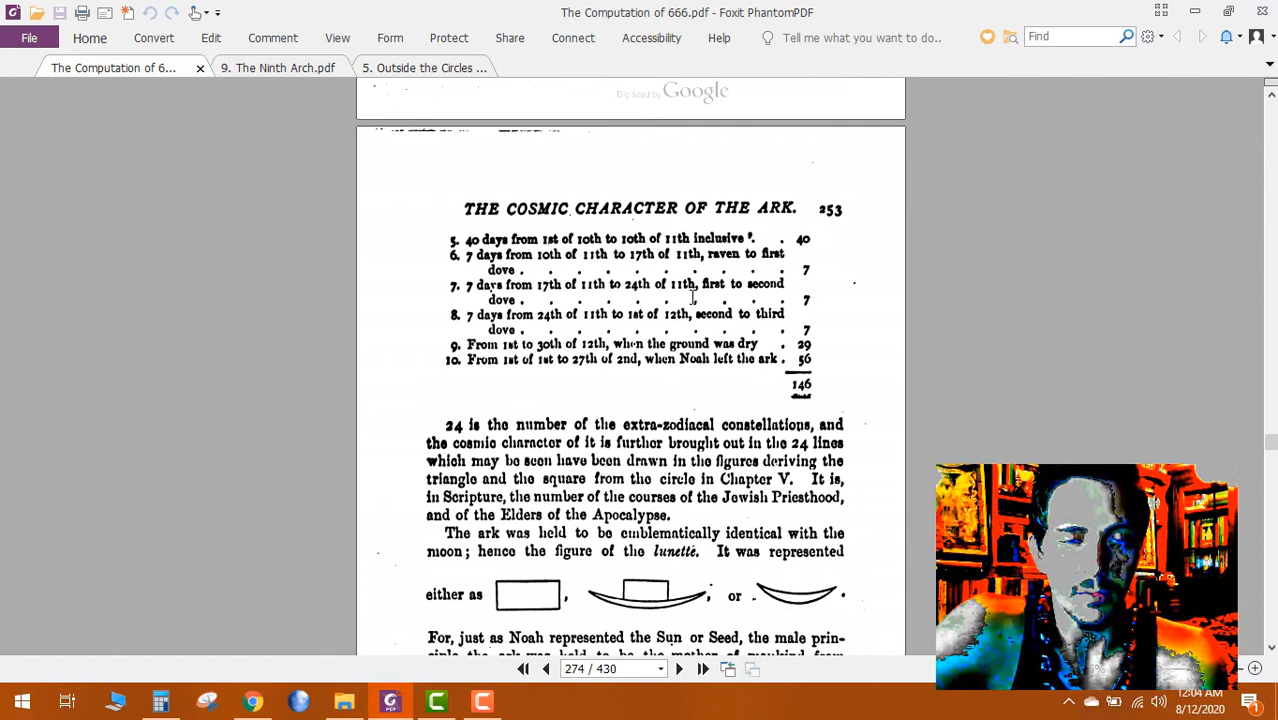 The Computation of 666.pdf - Foxit PhantomPDF
File Home Convert Edit Comment View Form Protect Share Connect Accessibility Help Tell me what you want to do... Find
The Computation of 6... 9. The Ninth Arch.pdf 5. Outside the Circles ...
Digitized by Google
THE COSMIC CHARACTER OF THE ARK. 253
5. 40 days from 1st of 10th to 10th of 11th inclusive . 40
6. 7 days from 10th of 11th to 17th of 11th, raven to first
dove . . . . . . . . . . 7
7. 7 days from 17th of 11th to 24th of 11th, first to second
dove . . . . . . . . . . 7
8. 7 days from 24th of 11th to 1st of 12th, second to third
dove . . . . . . . . . . 7
9. From 1st to 30th of 12th, when the ground was dry . 29
10. From 1st of 1st to 27th of 2nd, when Noah left the ark . 56
146
24 is the number of the extra-zodiacal constellations, and
the cosmic character of it is further brought out in the 24 lines
which may be seen have been drawn in the figures deriving the
triangle and the square from the circle in Chapter V. It is,
in Scripture, the number of the courses of the Jewish Priesthood,
and of the Elders of the Apocalypse.
The ark was held to be emblematically identical with the
moon; hence the figure of the lunette. It was represented
either as , ; or .
For, just as Noah represented the Sun or Seed, the male prin-
ciple the ark was held to be the mother of mankind from
274 / 430
12:04 AM
8/12/2020